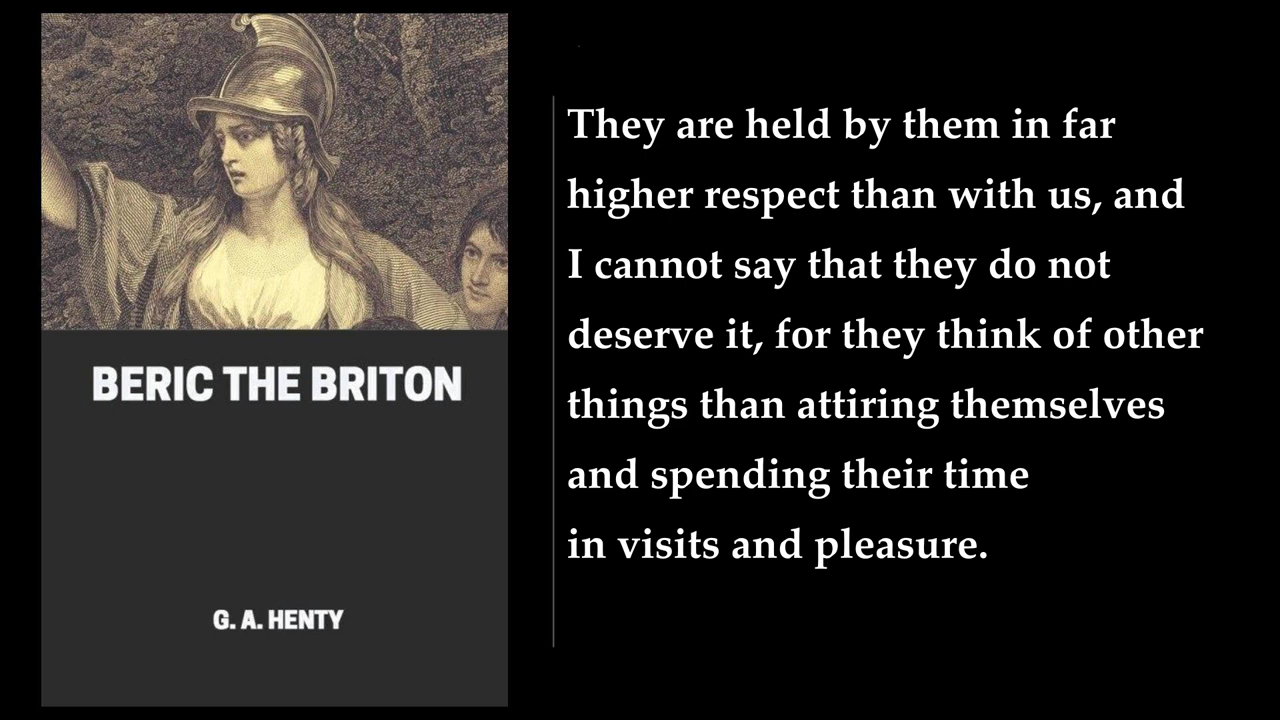 BERIC THE BRITON
G. A. HENTY
They are held by them in far
higher respect than with us, and
I cannot say that they do not
deserve it, for they think of other
things than attiring themselves
and spending their time
in visits and pleasure.